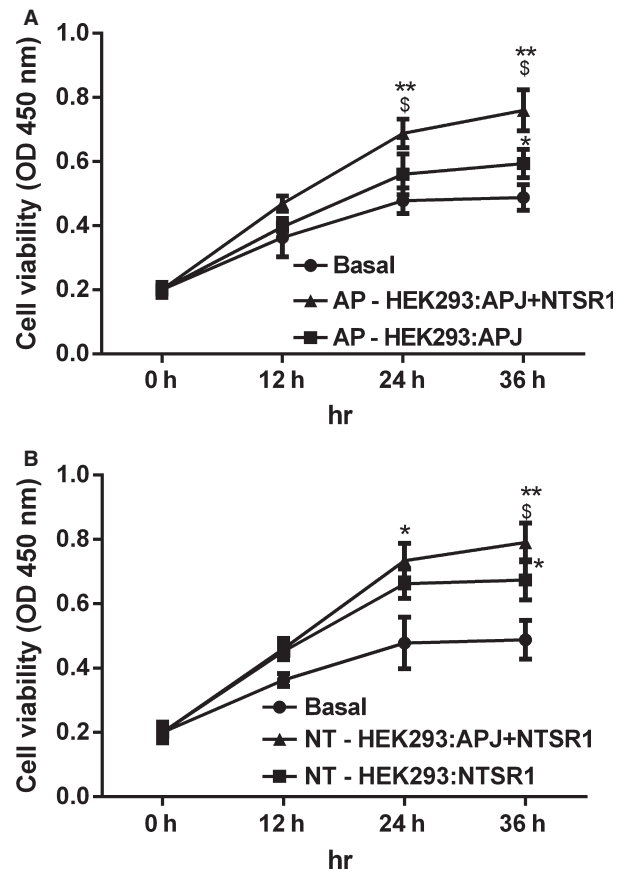 A
Cell viability (OD 450 nm)
1.0
0.8
0.6
0.4
0.2
0.0
**
$
**
$
*
Basal
AP - HEK293:APJ+NTSR1
AP - HEK293:APJ
0 h 12 h 24 h 36 h
hr
B
Cell viability (OD 450 nm)
1.0
0.8
0.6
0.4
0.2
0.0
*
**
$
*
Basal
NT - HEK293:APJ+NTSR1
NT - HEK293:NTSR1
0 h 12 h 24 h 36 h
hr